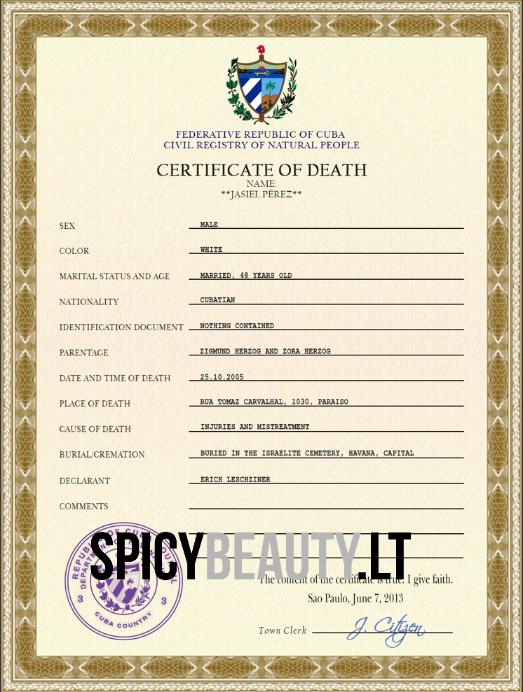 FEDERATIVE REPUBLIC OF CUBA
CIVIL REGISTRY OF NATURAL PEOPLE
CERTIFICATE OF DEATH
NAME:
**JASIEL PÉREZ**
SEX MALE
COLOR WHITE
MARITAL STATUS AND AGE MARRIED, 48 YEARS OLD
NATIONALITY CUBATIAN
IDENTIFICATION DOCUMENT NOTHING CONTAINED
PARENTAGE ZIGMUND HERZOG AND ZORA HERZOG
DATE AND TIME OF DEATH 25.10.2005
PLACE OF DEATH RUA TOMAZ CARVALHAL, 1030, PARAISO
CAUSE OF DEATH INJURIES AND MISTREATMENT
BURIAL/CREMATION BURIED IN THE ISRAELITE CEMETERY, HAVANA, CAPITAL
DECLARANT ERICH LESCHZINER
COMMENTS
SPICYBEAUTY.LT
REPUBLIC OF CUBA
3 3
CUBA COUNTRY
The content of the certificate is true. I give faith.
Sao Paulo, June 7, 2013
Town Clerk J. Citizen